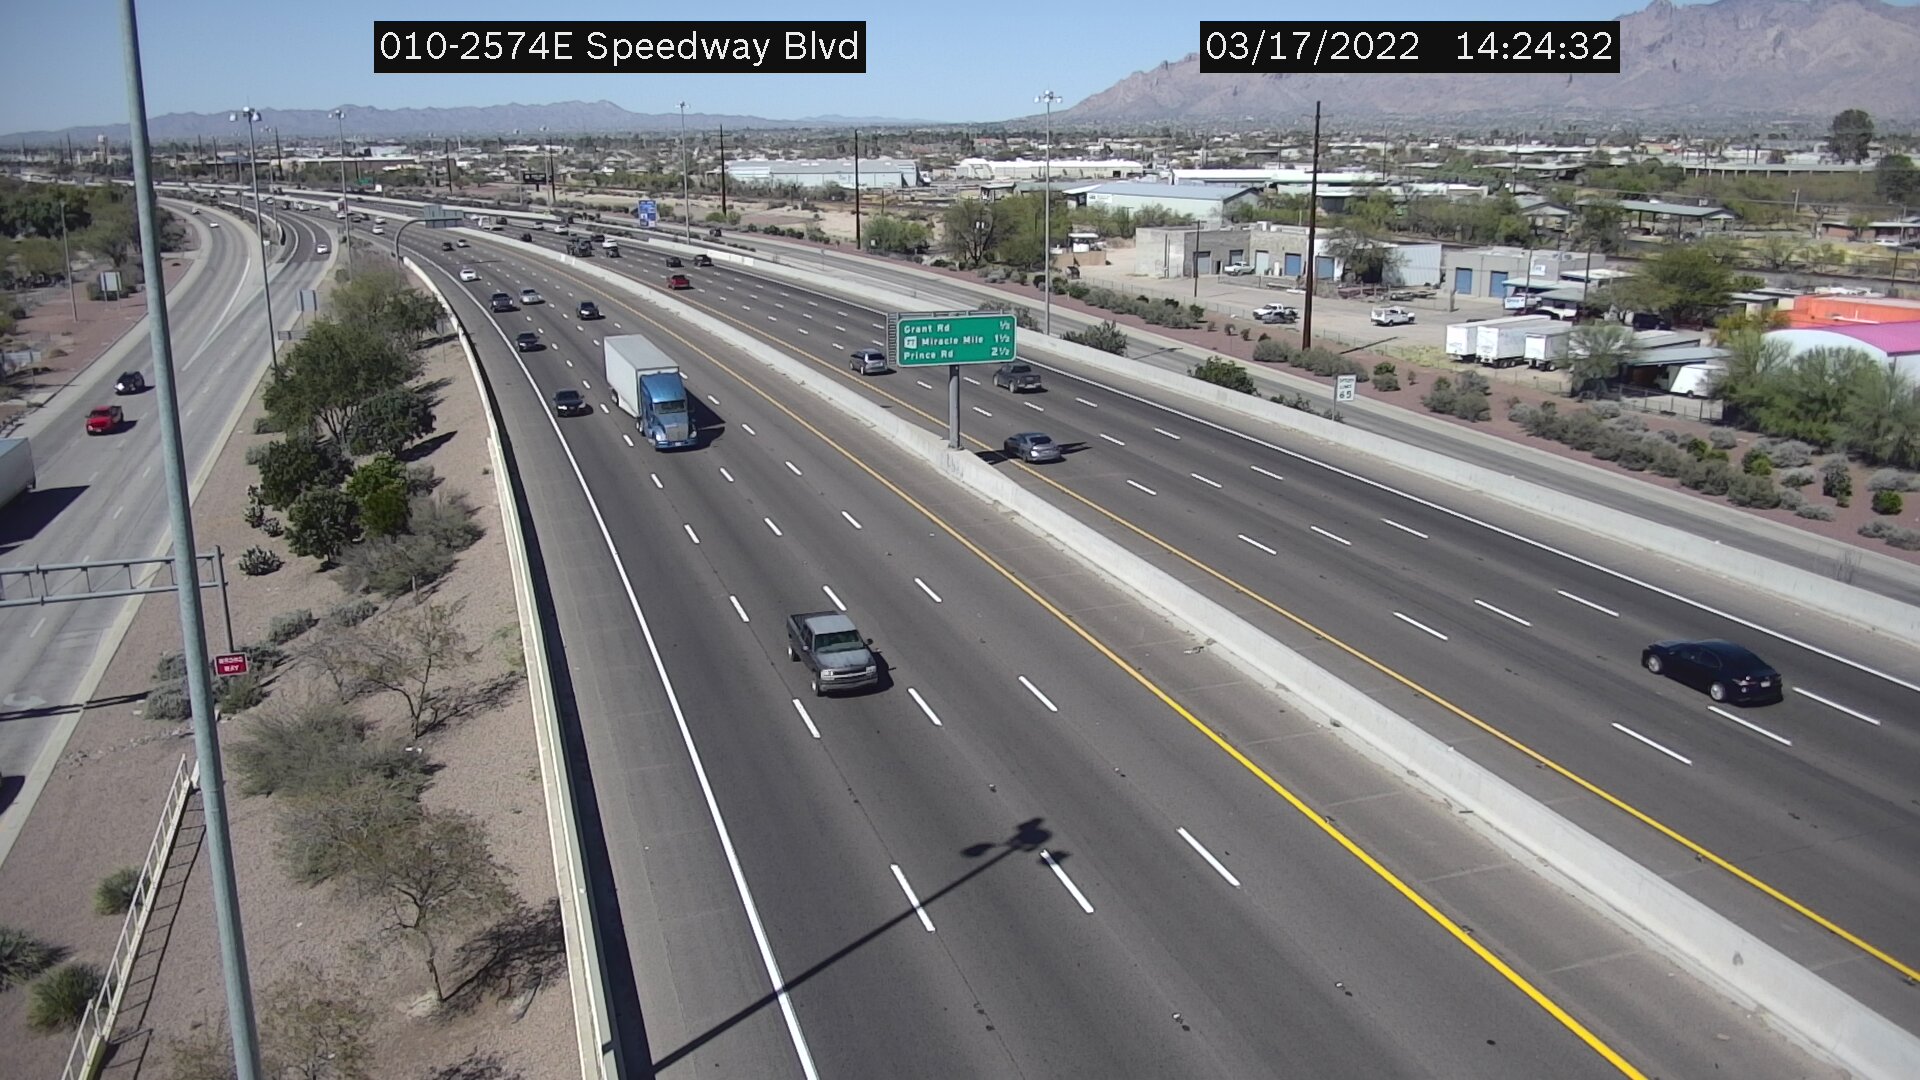 010-2574E Speedway Blvd
03/17/2022 14:24:32
Grant Rd ½
Miracle Mile 1½
Prince Rd 2½
65